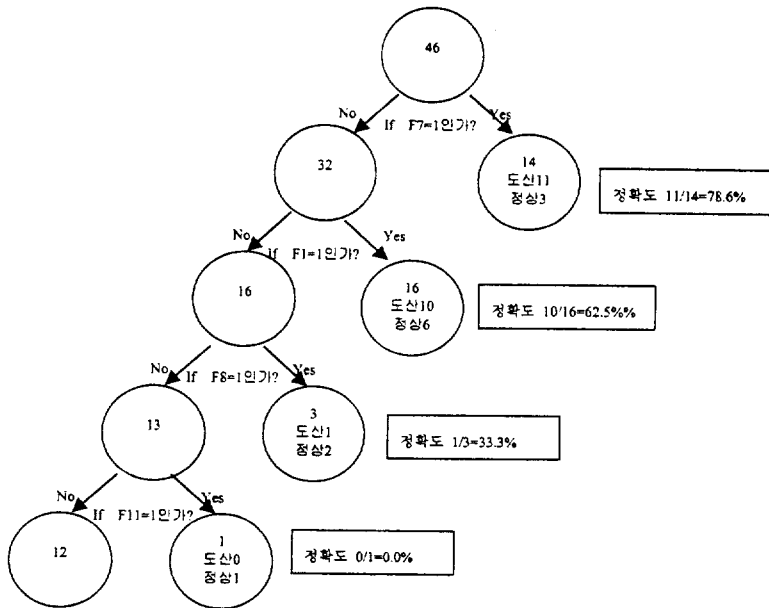 46
No
If F7=1인가?
Yes
32
14
도산11
정상3
정확도 11/14=78.6%
No
If F1=1인가?
Yes
16
16
도산10
정상6
정확도 10/16=62.5%%
No
If F8=1인가?
Yes
13
3
도산1
정상2
정확도 1/3=33.3%
No
If F11=1인가?
Yes
12
1
도산0
정상1
정확도 0/1=0.0%